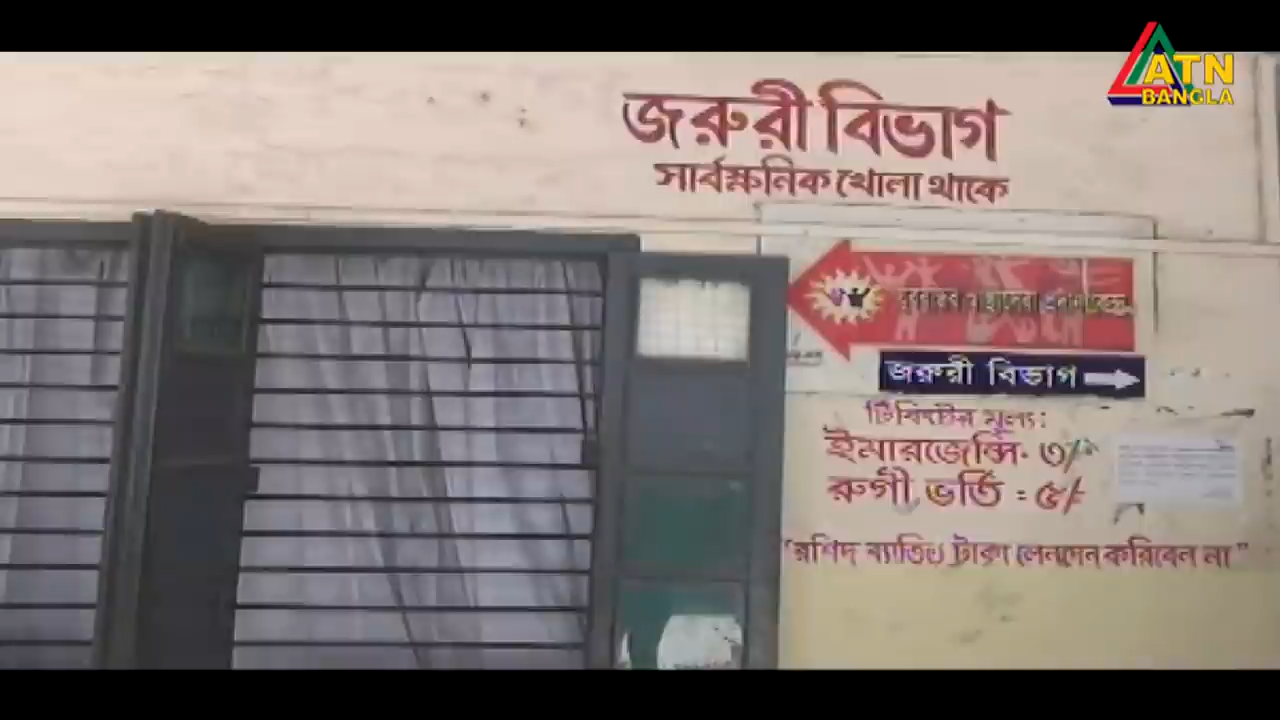 ATN
BANGLA
জরুরী বিভাগ
সার্বক্ষনিক খোলা থাকে
জরুরী বিভাগ
টিকিটের মূল্য:
ইমারজেন্সি- ৩/-
রুগী ভর্তি : ৫/-
"রশিদ ব্যতিত টাকা লেনদেন করিবেন না"